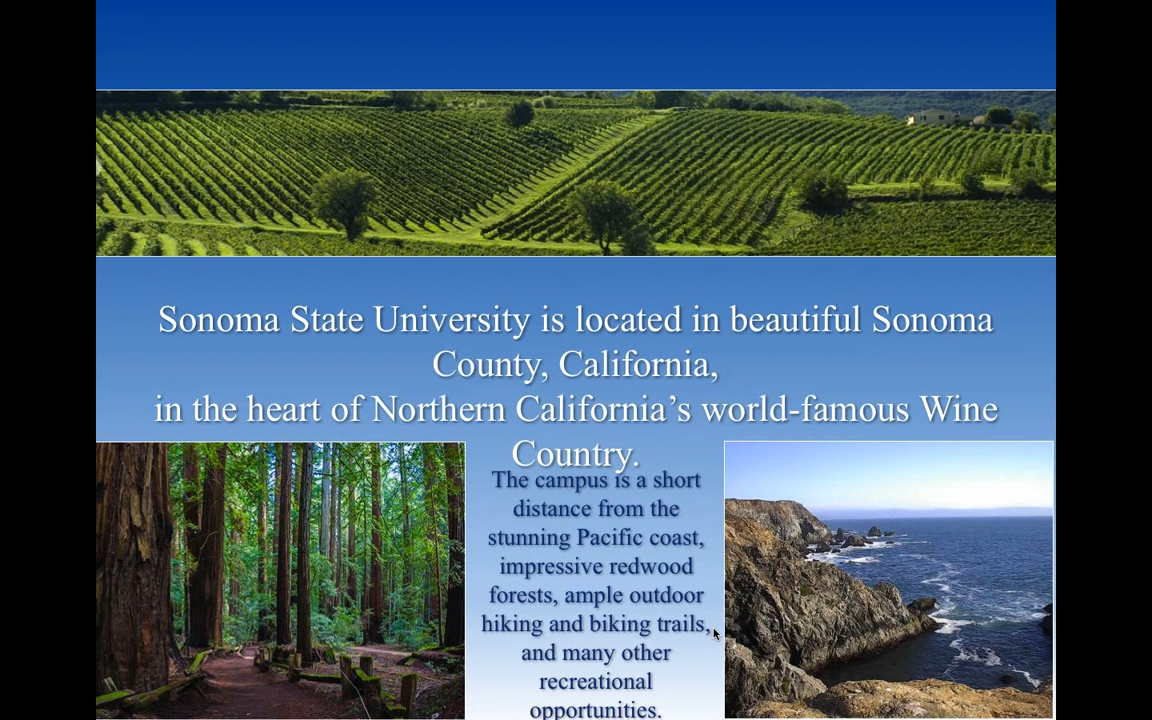 Sonoma State University is located in beautiful Sonoma
County, California,
in the heart of Northern California’s world-famous Wine
Country.
The campus is a short
distance from the
stunning Pacific coast,
impressive redwood
forests, ample outdoor
hiking and biking trails,
and many other
recreational
opportunities.